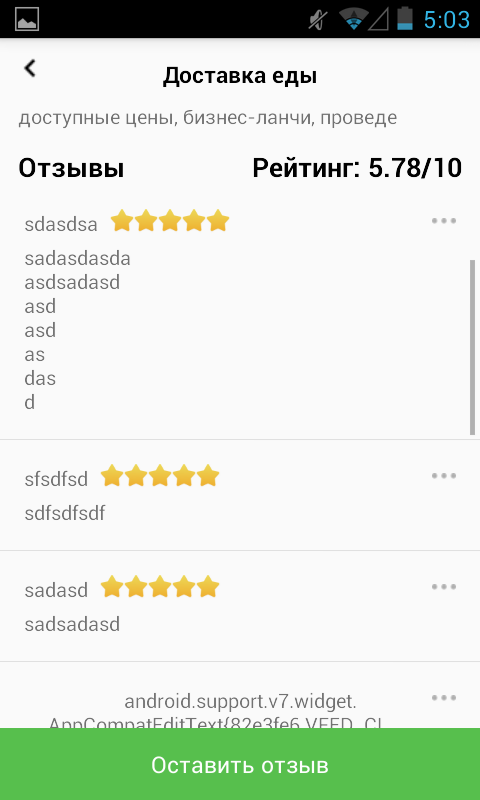 5:03
Доставка еды
доступные цены, бизнес-ланчи, проведе
Отзывы Рейтинг: 5.78/10
sdasdsa
sadasdasda
asdsadasd
asd
asd
as
das
d
sfsdfsd
sdfsdfsdf
sadasd
sadsadasd
android.support.v7.widget.
AppCompatEditText{82e3fe6 VFED..CL
Оставить отзыв